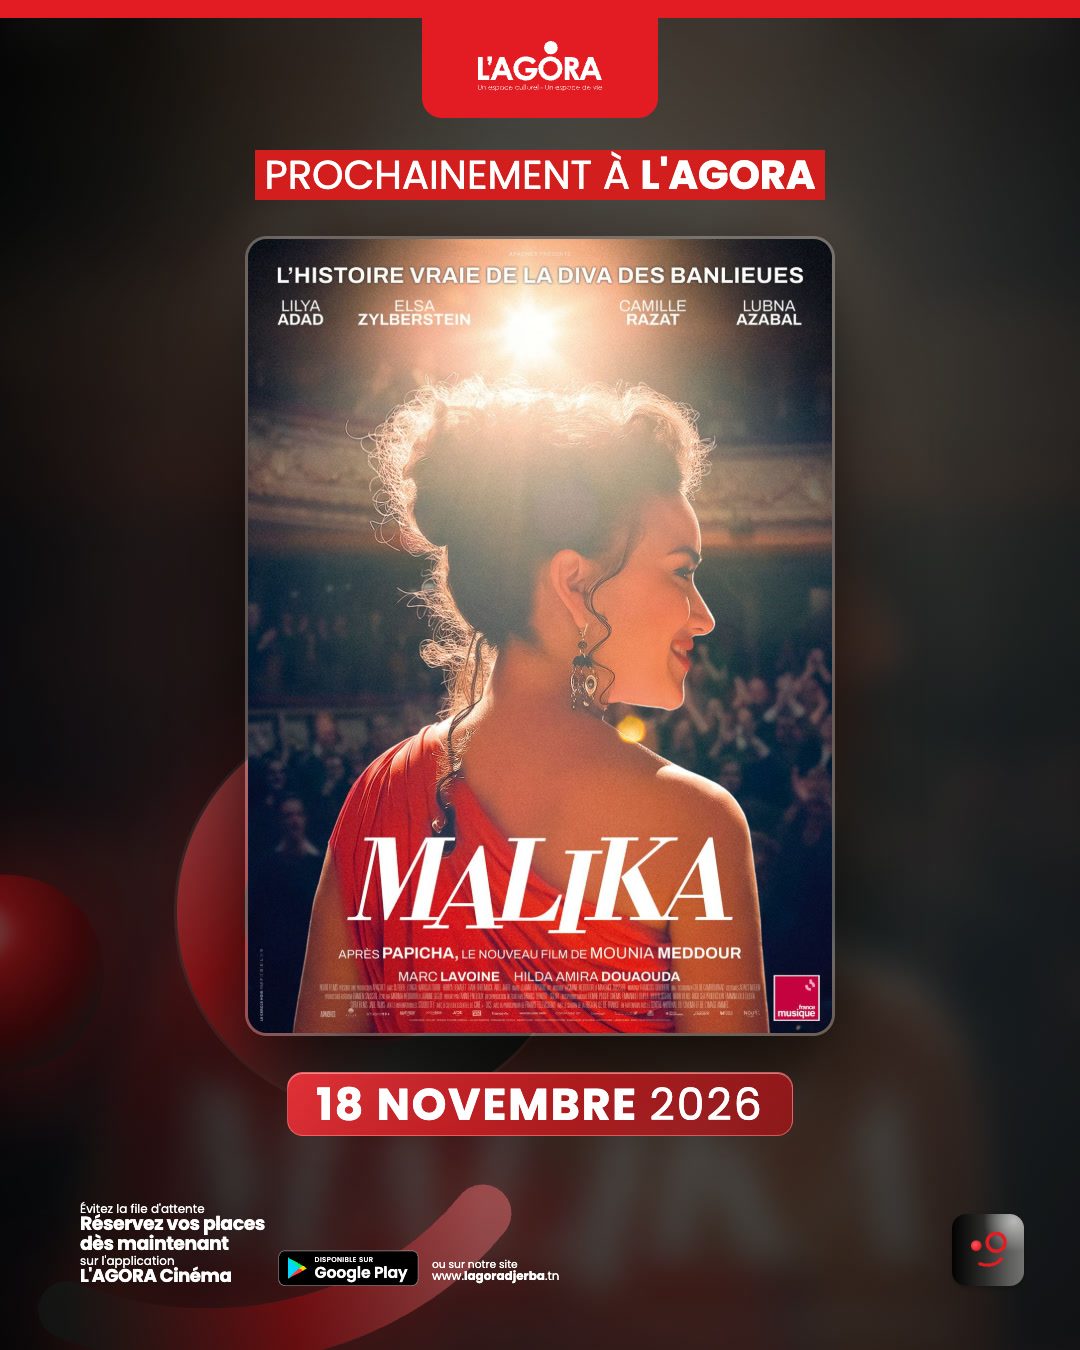 L'AGORA
Un espace culturel - Un espace de vie
PROCHAINEMENT À L'AGORA
L'HISTOIRE VRAIE DE LA DIVA DES BANLIEUES
LILYA ADAD
ELSA ZYLBERSTEIN
CAMILLE RAZAT
LUBNA AZABAL
MALIKA
APRÈS PAPICHA, LE NOUVEAU FILM DE MOUNIA MEDDOUR
MARC LAVOINE HILDA AMIRA DOUAOUDA
france
musique
18 NOVEMBRE 2026
Évitez la file d'attente
Réservez vos places
dès maintenant
sur l'application
L'AGORA Cinéma
DISPONIBLE SUR
Google Play
ou sur notre site
www.lagoradjerba.tn